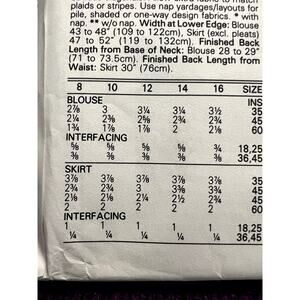 plaids or stripes. Use nap yardages/layouts for
pile, shaded or one-way design fabrics. * with
nap. ** w/o nap. Width at Lower Edge: Blouse
43 to 48" (109 to 122cm), Skirt (excl. pleats)
47 to 52" (119 to 132cm). Finished Back
Length from Base of Neck: Blouse 28 to 29"
(71 to 73.5cm). Finished Back Length from
Waist: Skirt 30" (76cm).
8 10 12 14 16 SIZE
BLOUSE INS
2⅞ 3 3¼ 3¼ 3½ 35
2¼ 2⅜ 2¾ 2¾ 2¾ 45
1¾ 1⅞ 1⅞ 2 2⅛ 60
INTERFACING
⅝ ⅝ ⅝ ⅝ ¾ 18,25
⅜ ⅜ ⅜ ⅜ ⅜ 36,45
SKIRT
3⅞ 3⅞ 3⅞ 3⅞ 3⅞ 35
2¾ 2¾ 3 3⅜ 3¾ 45
2⅛ 2⅛ 2¼ 2½ 2¾ 45
2 2 2 2 2 60
INTERFACING
1 1 1 1 1 18,25
¼ ¼ ¼ ¼ ¼ 36,45